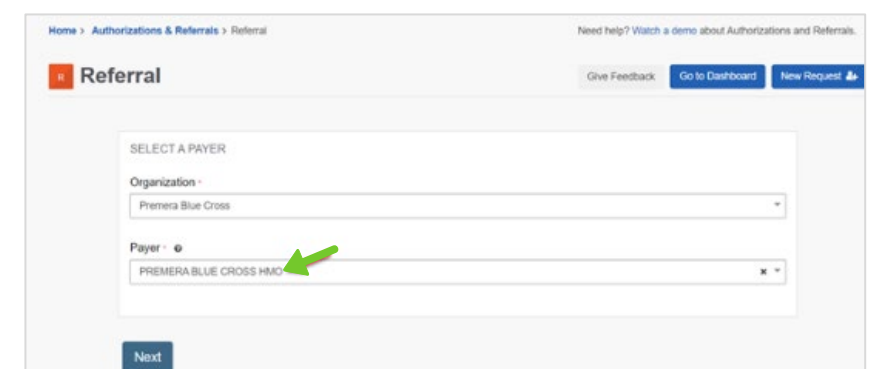 Home > Authorizations & Referrals > Referral
Need help? Watch a demo about Authorizations and Referrals.
R Referral
Give Feedback Go to Dashboard New Request
SELECT A PAYER
Organization *
Premera Blue Cross
Payer *
PREMERA BLUE CROSS HMO
Next